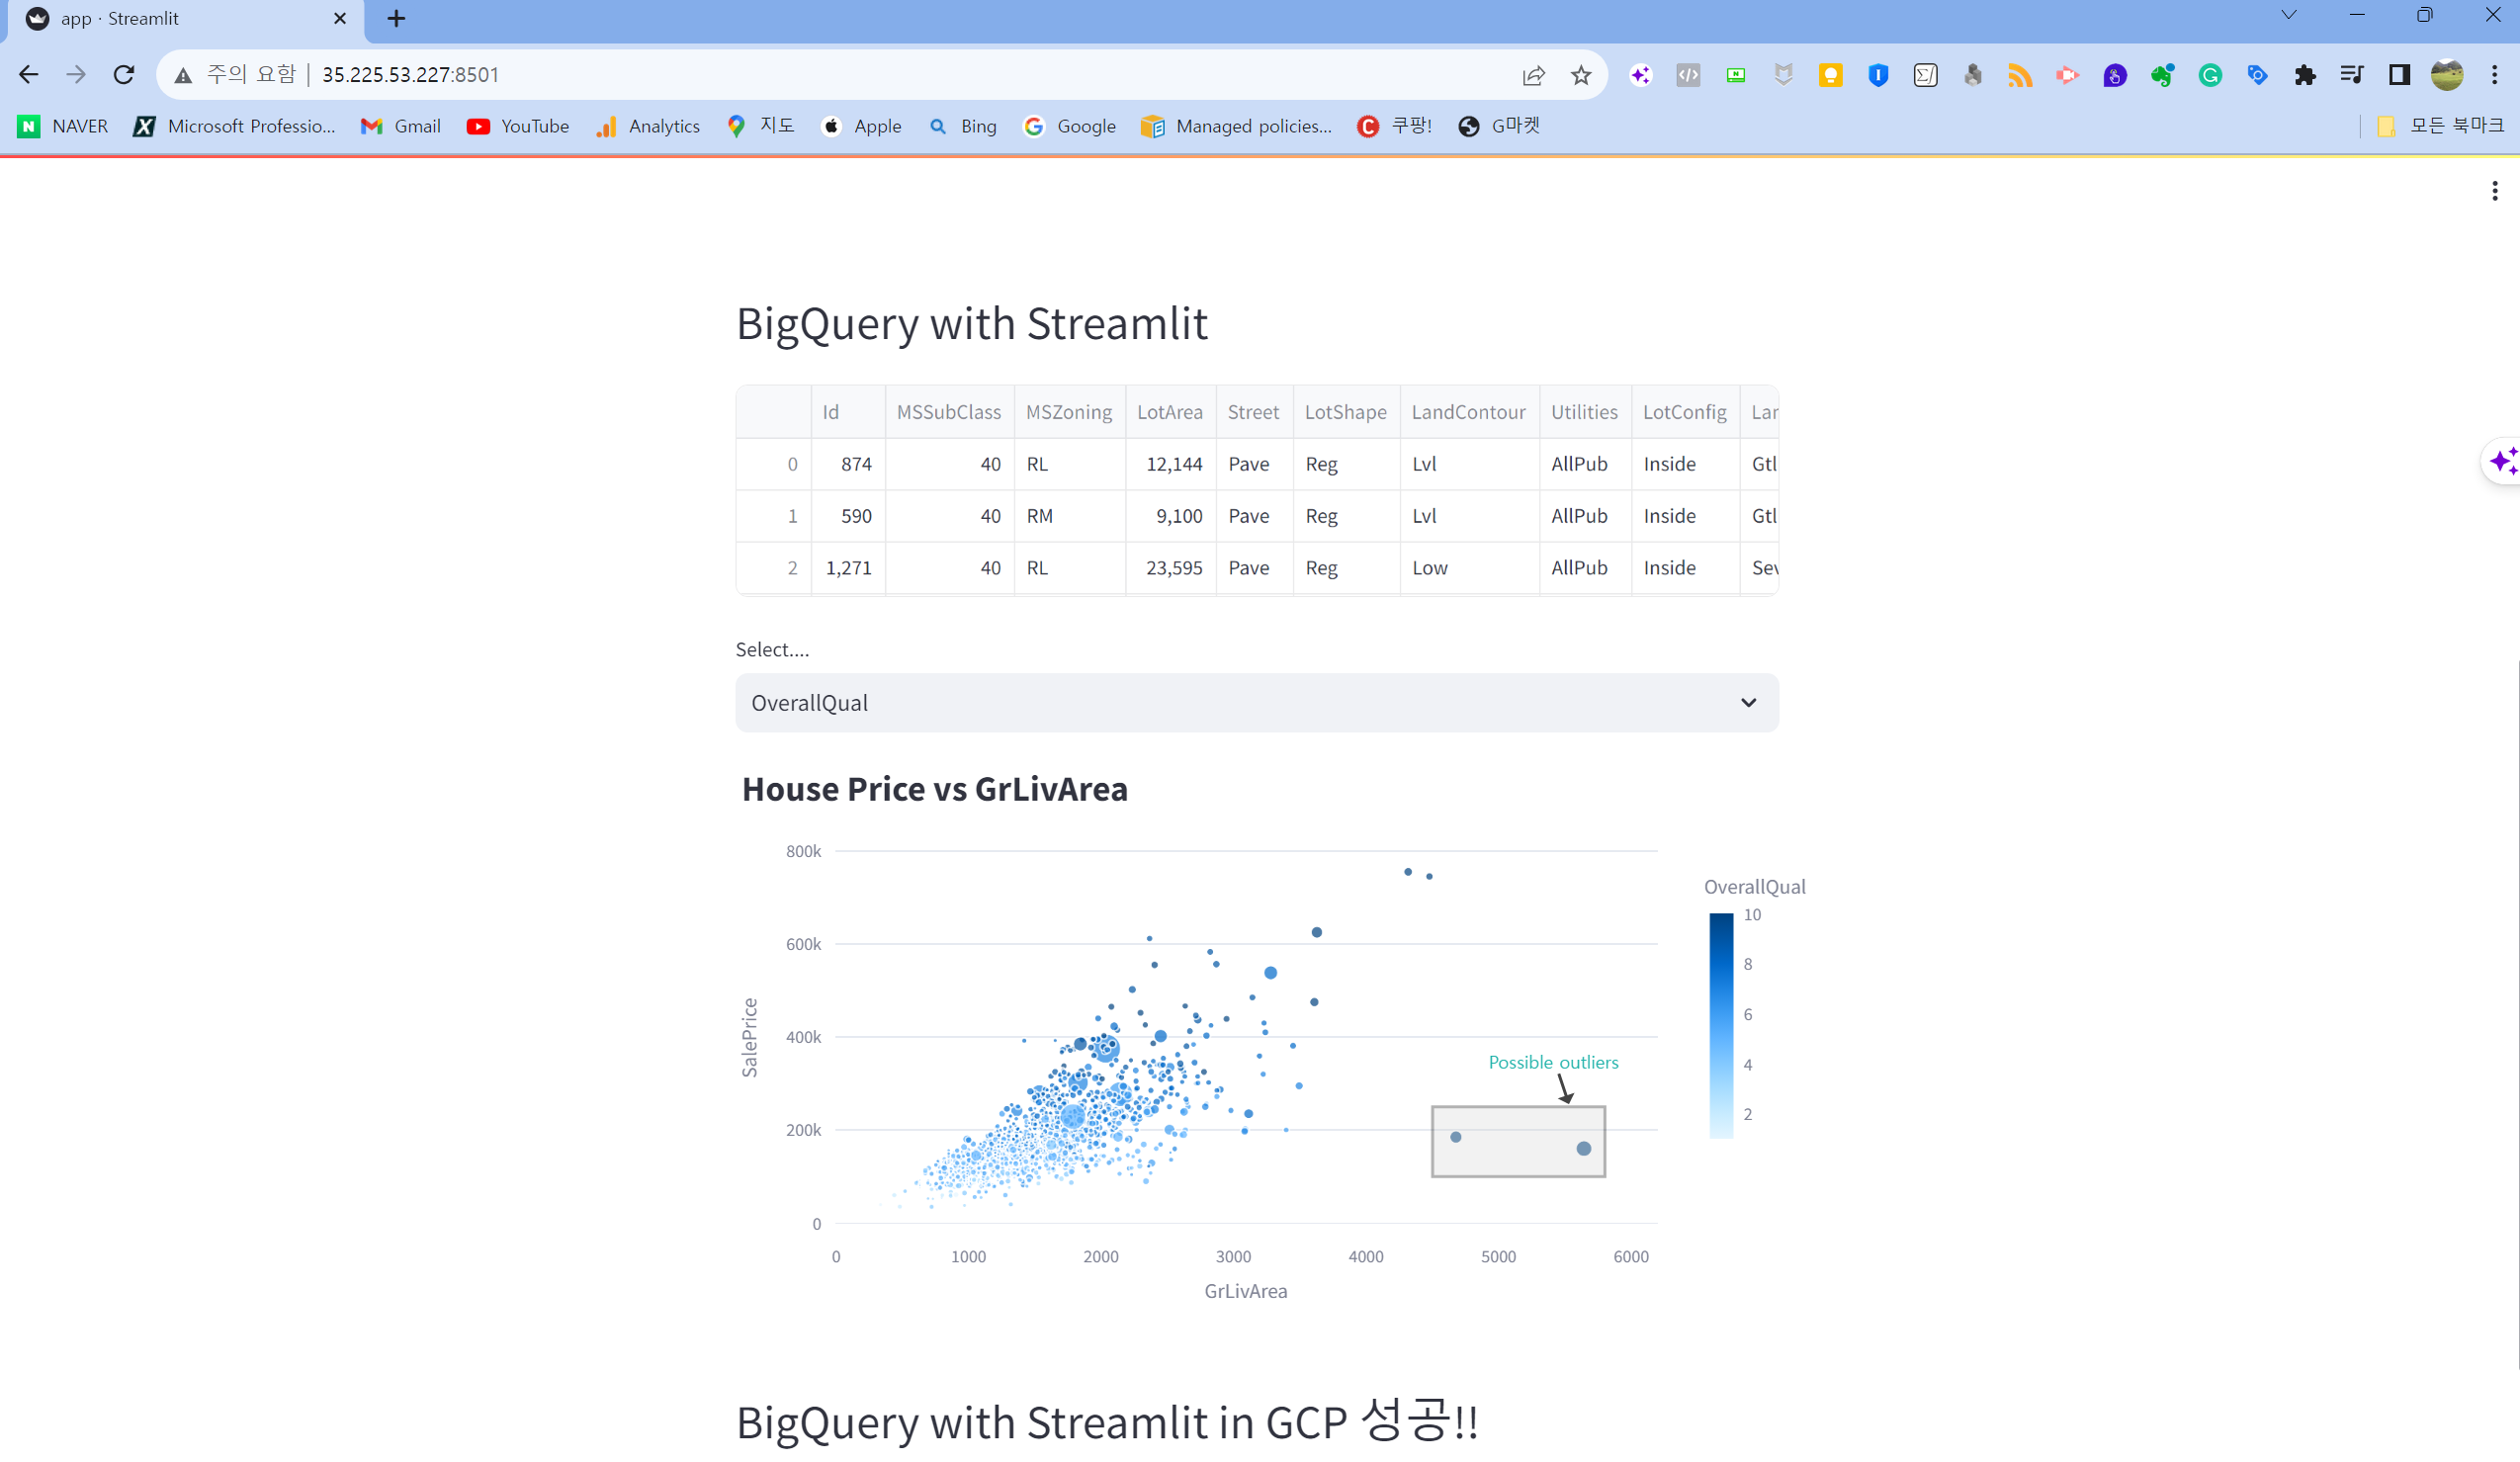 app · Streamlit
주의 요함 | 35.225.53.227:8501
NAVER Microsoft Professio... Gmail YouTube Analytics 지도 Apple Bing Google Managed policies... 쿠팡! G마켓 모든 북마크
BigQuery with Streamlit
Id MSSubClass MSZoning LotArea Street LotShape LandContour Utilities LotConfig Lar
0 874 40 RL 12,144 Pave Reg Lvl AllPub Inside Gtl
1 590 40 RM 9,100 Pave Reg Lvl AllPub Inside Gtl
2 1,271 40 RL 23,595 Pave Reg Low AllPub Inside Sev
Select....
OverallQual
House Price vs GrLivArea
800k
600k
400k
200k
0
SalePrice
Possible outliers
0 1000 2000 3000 4000 5000 6000
GrLivArea
OverallQual
10
8
6
4
2
BigQuery with Streamlit in GCP 성공!!